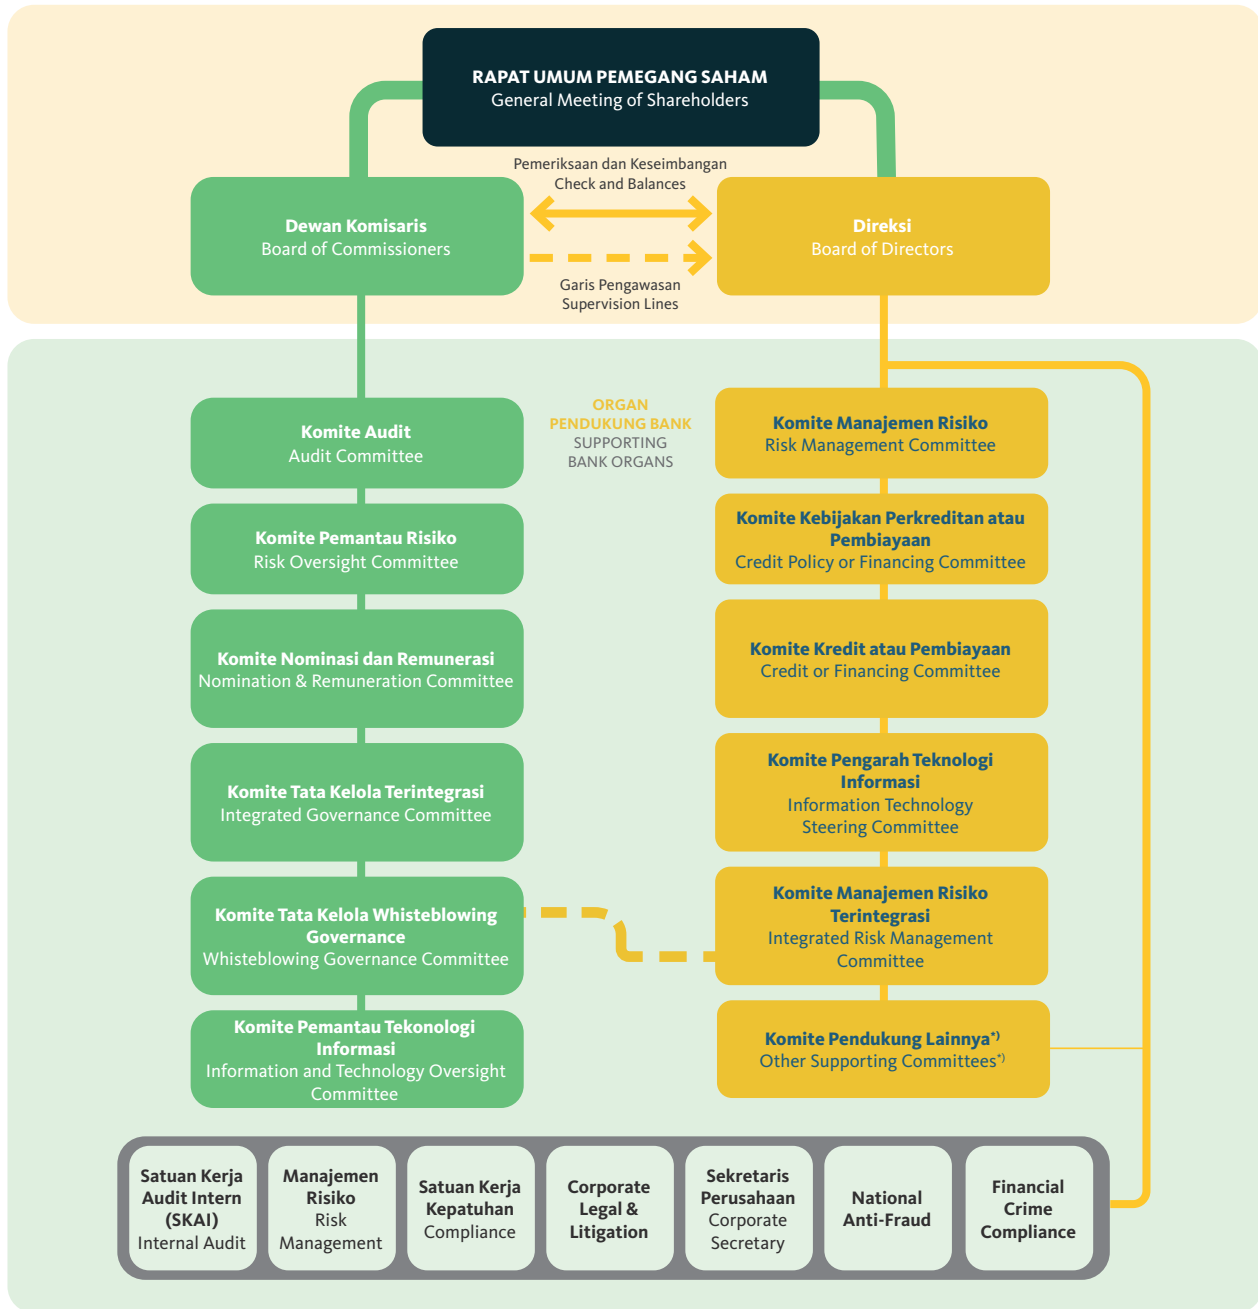 RAPAT UMUM PEMEGANG SAHAM
General Meeting of Shareholders
Pemeriksaan dan Keseimbangan
Check and Balances
Dewan Komisaris
Board of Commissioners
Direksi
Board of Directors
Garis Pengawasan
Supervision Lines
ORGAN
PENDUKUNG BANK
SUPPORTING
BANK ORGANS
Komite Audit
Audit Committee
Komite Pemantau Risiko
Risk Oversight Committee
Komite Nominasi dan Remunerasi
Nomination & Remuneration Committee
Komite Tata Kelola Terintegrasi
Integrated Governance Committee
Komite Tata Kelola Whisteblowing
Governance
Whisteblowing Governance Committee
Komite Pemantau Tekonologi
Informasi
Information and Technology Oversight
Committee
Komite Manajemen Risiko
Risk Management Committee
Komite Kebijakan Perkreditan atau
Pembiayaan
Credit Policy or Financing Committee
Komite Kredit atau Pembiayaan
Credit or Financing Committee
Komite Pengarah Teknologi
Informasi
Information Technology
Steering Committee
Komite Manajemen Risiko
Terintegrasi
Integrated Risk Management
Committee
Komite Pendukung Lainnya*)
Other Supporting Committees*)
Satuan Kerja
Audit Intern
(SKAI)
Internal Audit
Manajemen
Risiko
Risk
Management
Satuan Kerja
Kepatuhan
Compliance
Corporate
Legal &
Litigation
Sekretaris
Perusahaan
Corporate
Secretary
National
Anti-Fraud
Financial
Crime
Compliance